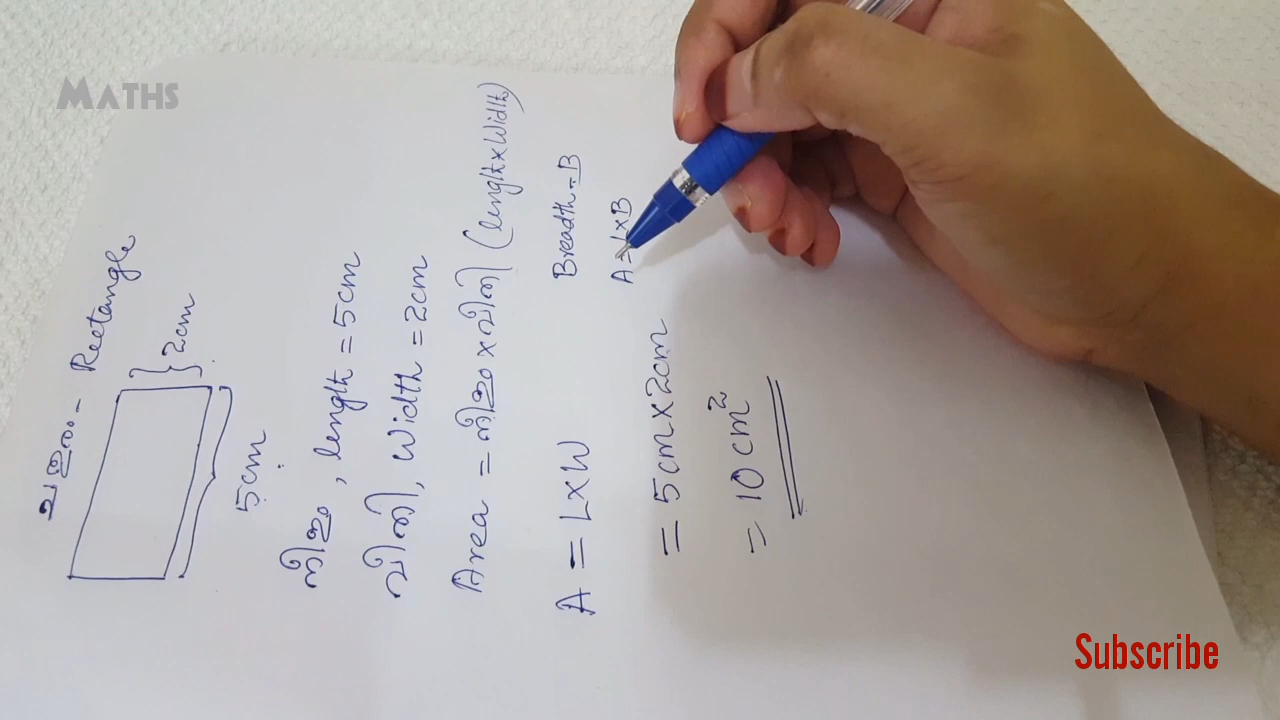 MATHS
ചതുരം - Rectangle
2cm
5cm
നീളം, length = 5cm
വീതി, Width = 2cm
Area = നീളം x വീതി (length x Width)
A = L x W
Breadth - B
A = L x B
= 5cm x 2cm
= 10 cm²
Subscribe